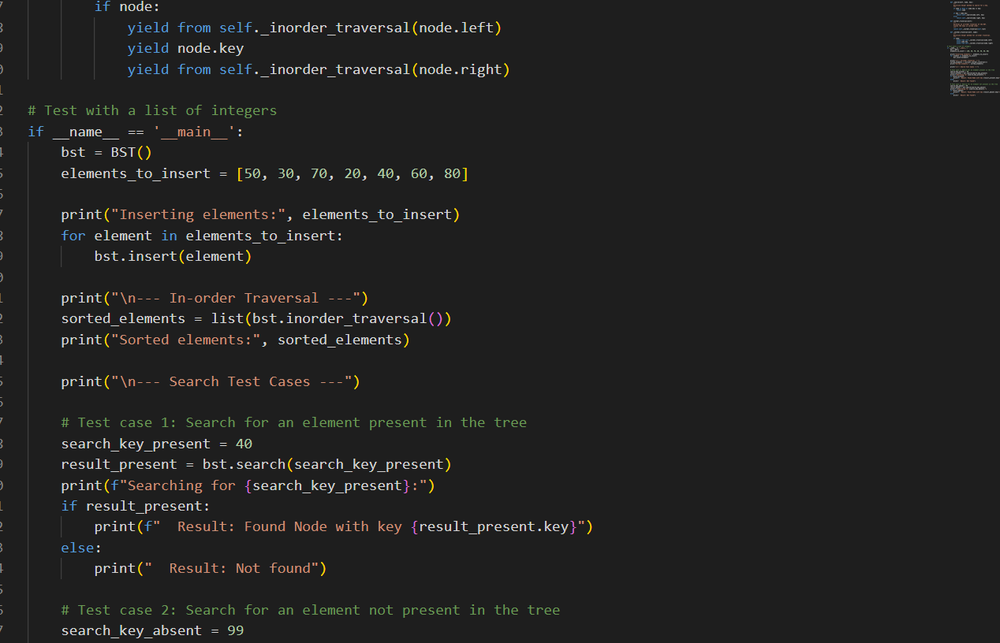 if node:
yield from self._inorder_traversal(node.left)
yield node.key
yield from self._inorder_traversal(node.right)
# Test with a list of integers
if __name__ == '__main__':
bst = BST()
elements_to_insert = [50, 30, 70, 20, 40, 60, 80]
print("Inserting elements:", elements_to_insert)
for element in elements_to_insert:
bst.insert(element)
print("\n--- In-order Traversal ---")
sorted_elements = list(bst.inorder_traversal())
print("Sorted elements:", sorted_elements)
print("\n--- Search Test Cases ---")
# Test case 1: Search for an element present in the tree
search_key_present = 40
result_present = bst.search(search_key_present)
print(f"Searching for {search_key_present}:")
if result_present:
print(f"  Result: Found Node with key {result_present.key}")
else:
print("  Result: Not found")
# Test case 2: Search for an element not present in the tree
search_key_absent = 99